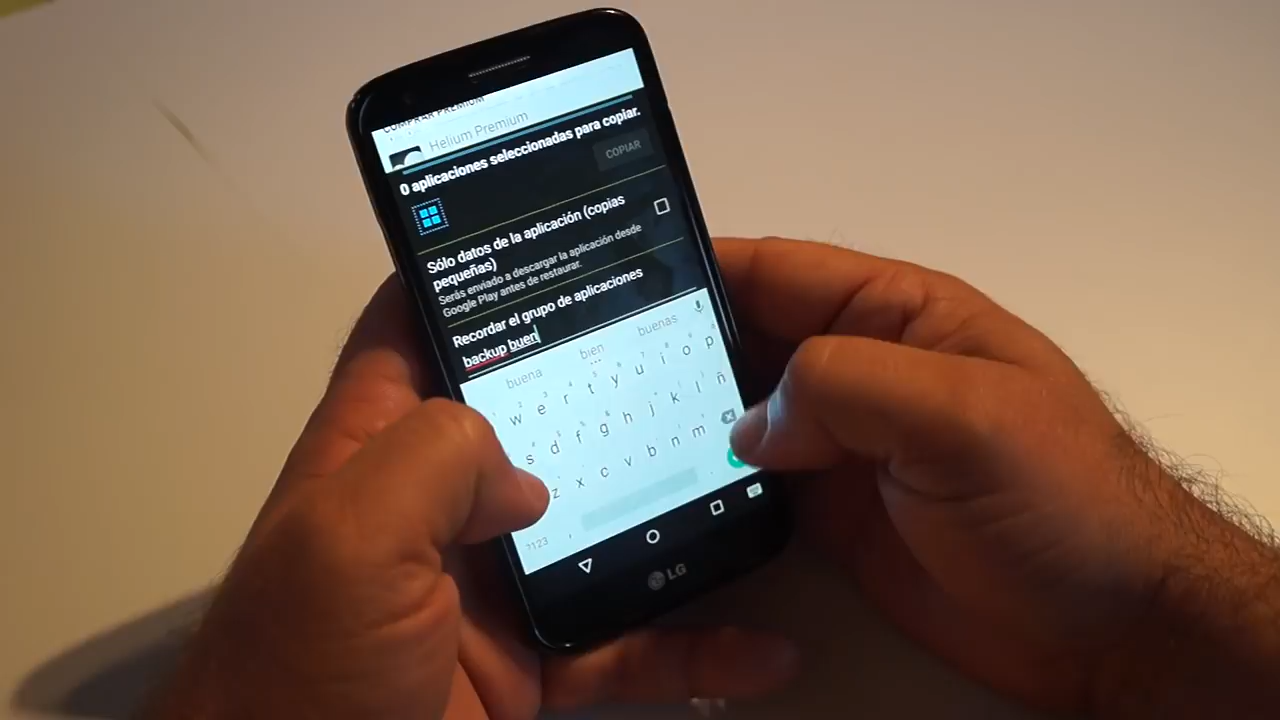 COMPRAR PREMIUM
Helium Premium
0 aplicaciones seleccionadas para copiar.
COPIAR
Sólo datos de la aplicación (copias
pequeñas)
Serás enviado a descargar la aplicación desde
Google Play antes de restaurar.
Recordar el grupo de aplicaciones
backup buen
buena bien buenas
w e r t y u i o p
s d f g h j k l ñ
z x c v b n m
?123 , .
LG